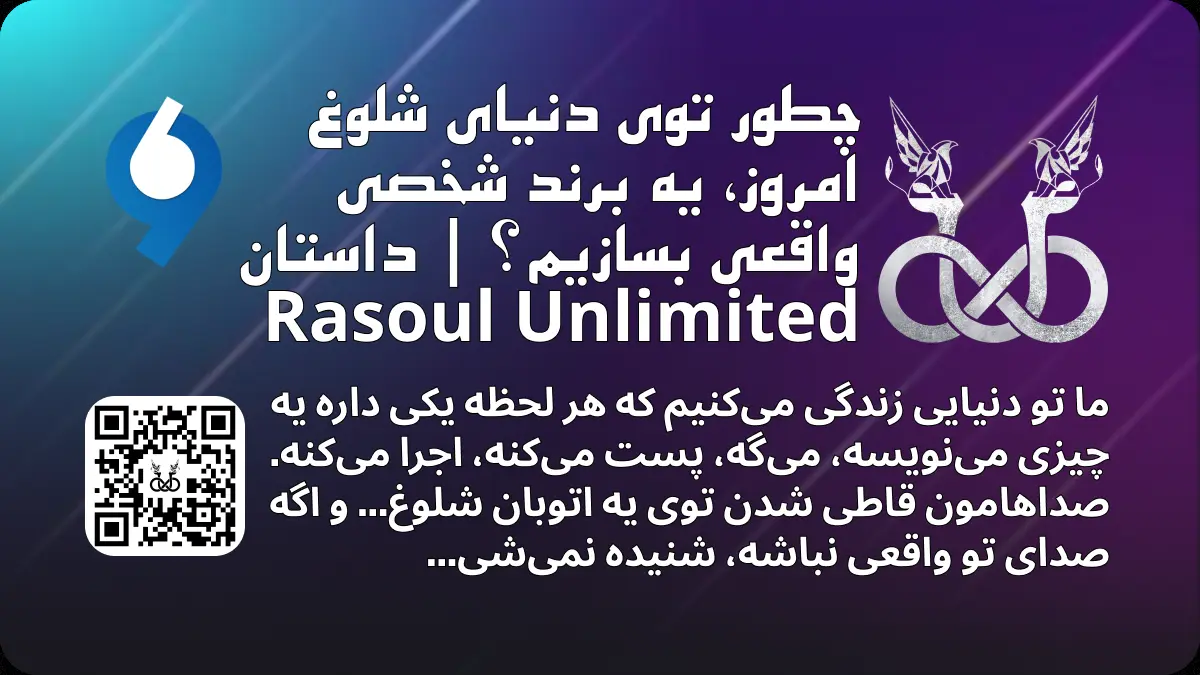 چطور توی دنیای شلوغ
امروز، یه برند شخصی
واقعی بسازیم؟ | داستان
Rasoul Unlimited
ما تو دنیایی زندگی می‌کنیم که هر لحظه یکی داره یه
چیزی می‌نویسه، می‌گه، پست می‌کنه، اجرا می‌کنه.
صداهامون قاطی شدن توی یه اتوبان شلوغ... و اگه
صدای تو واقعی نباشه، شنیده نمی‌شی...